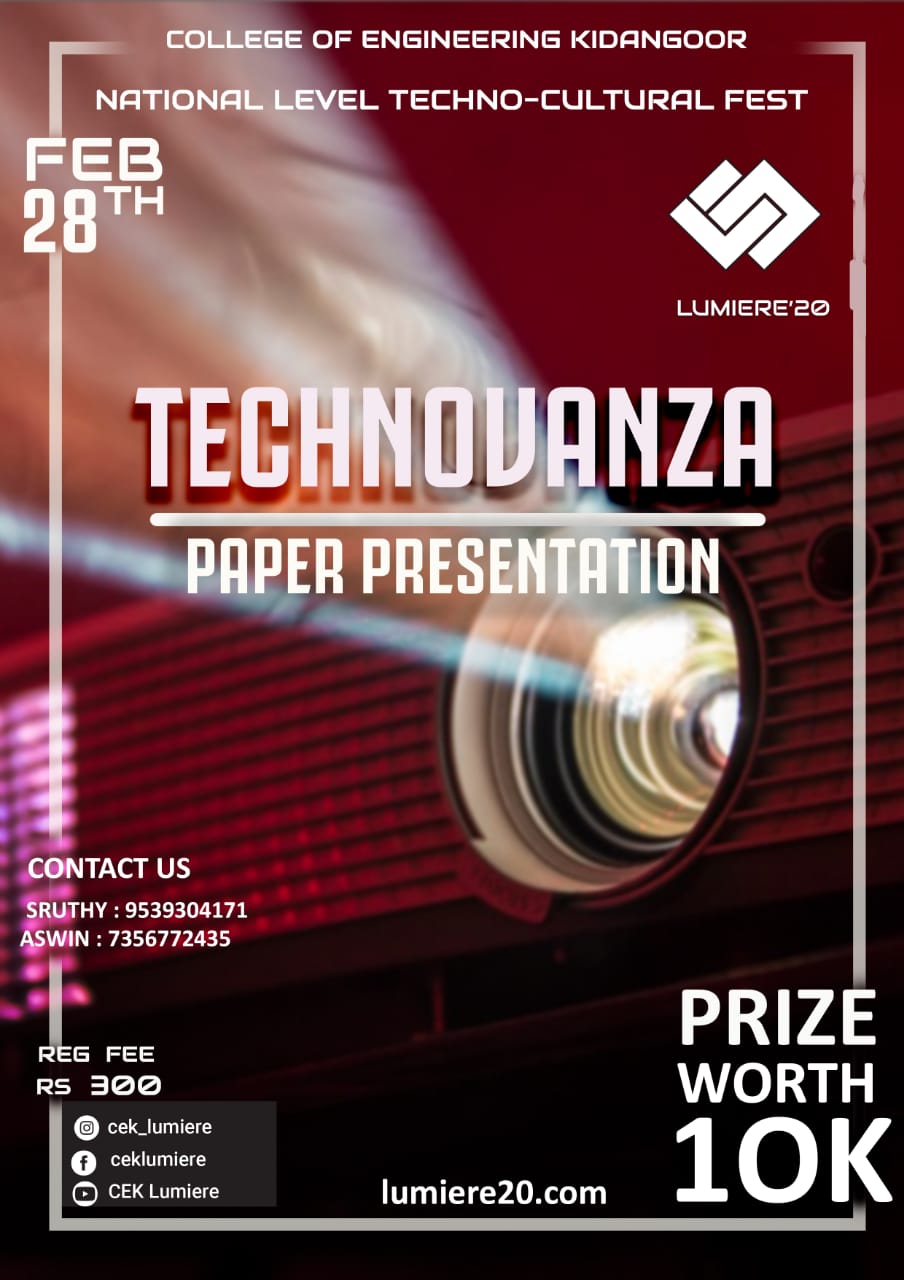 COLLEGE OF ENGINEERING KIDANGOOR
NATIONAL LEVEL TECHNO-CULTURAL FEST
FEB
28TH
LUMIERE'20
TECHNOVANZA
PAPER PRESENTATION
CONTACT US
SRUTHY : 9539304171
ASWIN : 7356772435
REG FEE
RS 300
cek_lumiere
ceklumiere
CEK Lumiere
lumiere20.com
PRIZE
WORTH
10K